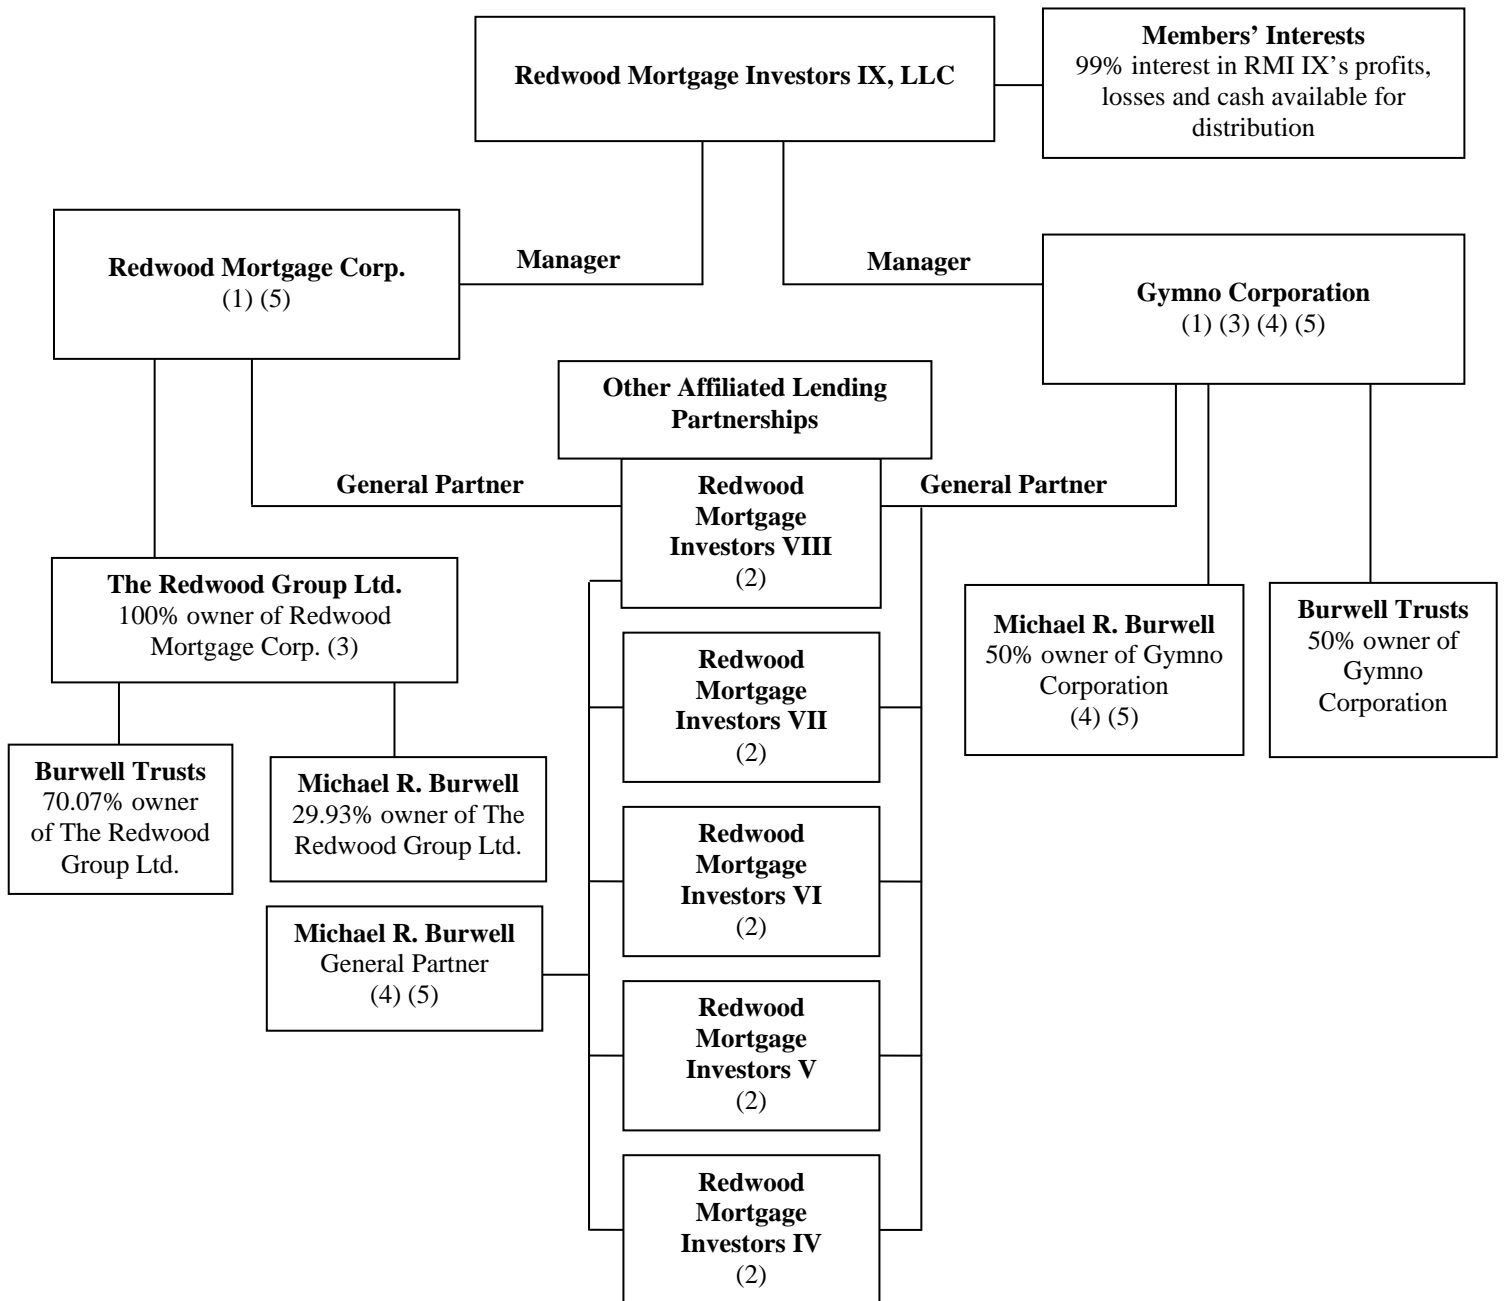 Redwood Mortgage Investors IX, LLC
Members’ Interests
99% interest in RMI IX’s profits,
losses and cash available for
distribution
Redwood Mortgage Corp.
(1) (5)
Manager
Manager
Gymno Corporation
(1) (3) (4) (5)
Other Affiliated Lending
Partnerships
General Partner
Redwood
Mortgage
Investors VIII
(2)
General Partner
The Redwood Group Ltd.
100% owner of Redwood
Mortgage Corp. (3)
Michael R. Burwell
50% owner of Gymno
Corporation
(4) (5)
Burwell Trusts
50% owner of
Gymno
Corporation
Redwood
Mortgage
Investors VII
(2)
Burwell Trusts
70.07% owner
of The Redwood
Group Ltd.
Michael R. Burwell
29.93% owner of The
Redwood Group Ltd.
Redwood
Mortgage
Investors VI
(2)
Michael R. Burwell
General Partner
(4) (5)
Redwood
Mortgage
Investors V
(2)
Redwood
Mortgage
Investors IV
(2)